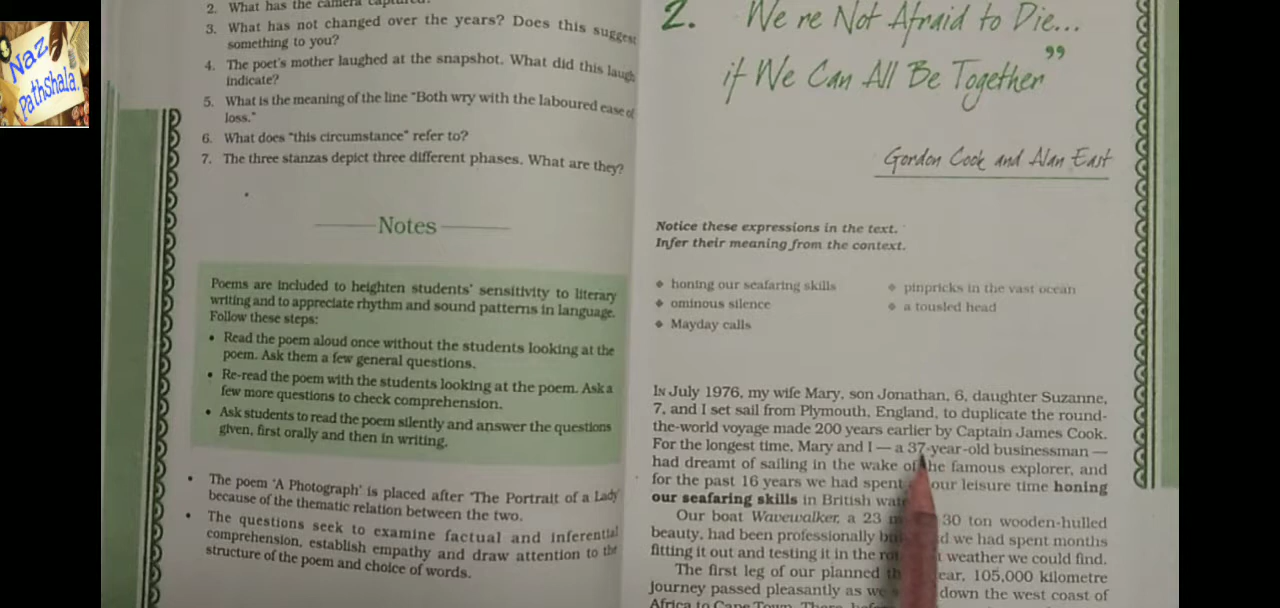 Naz
Pathshala.
2. What has the camera captured?
3. What has not changed over the years? Does this suggest
something to you?
4. The poet's mother laughed at the snapshot. What did this laugh
indicate?
5. What is the meaning of the line "Both wry with the laboured ease of
loss."
6. What does "this circumstance" refer to?
7. The three stanzas depict three different phases. What are they?
Notes
Poems are included to heighten students' sensitivity to literary
writing and to appreciate rhythm and sound patterns in language.
Follow these steps:
• Read the poem aloud once without the students looking at the
poem. Ask them a few general questions.
• Re-read the poem with the students looking at the poem. Ask a
few more questions to check comprehension.
• Ask students to read the poem silently and answer the questions
given, first orally and then in writing.
• The poem 'A Photograph' is placed after 'The Portrait of a Lady'
because of the thematic relation between the two.
• The questions seek to examine factual and inferential
comprehension, establish empathy and draw attention to the
structure of the poem and choice of words.
2. We're Not Afraid to Die...
if We Can All Be Together"
Gordon Cook and Alan East
Notice these expressions in the text.
Infer their meaning from the context.
❖ honing our seafaring skills
❖ pinpricks in the vast ocean
❖ ominous silence
❖ a tousled head
❖ Mayday calls
IN July 1976, my wife Mary, son Jonathan, 6, daughter Suzanne,
7, and I set sail from Plymouth, England, to duplicate the round-
the-world voyage made 200 years earlier by Captain James Cook.
For the longest time, Mary and I — a 37-year-old businessman —
had dreamt of sailing in the wake of the famous explorer, and
for the past 16 years we had spent our leisure time honing
our seafaring skills in British
Our boat Wavewalker, a 23 30 ton wooden-hulled
beauty, had been professionally we had spent months
fitting it out and testing it in the weather we could find.
The first leg of our planned 105,000 kilometre
journey passed pleasantly as we down the west coast of
Africa to Cape Town.